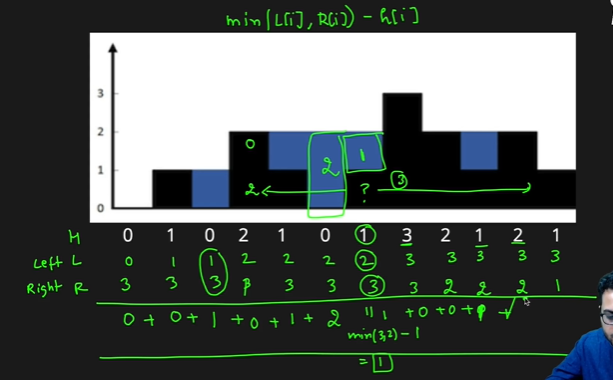 min(L[i], R[i]) - h[i]
3
2 0
1 2 1
2 ? 3
0
H 0 1 0 2 1 0 1 3 2 1 2 1
Left L 0 1 1 2 2 2 2 3 3 3 3 3
Right R 3 3 3 3 3 3 3 3 2 2 2 1
0 + 0 + 1 + 0 + 1 + 2 1 + 0 + 0 + 1 +
min(3,2) - 1
= 1